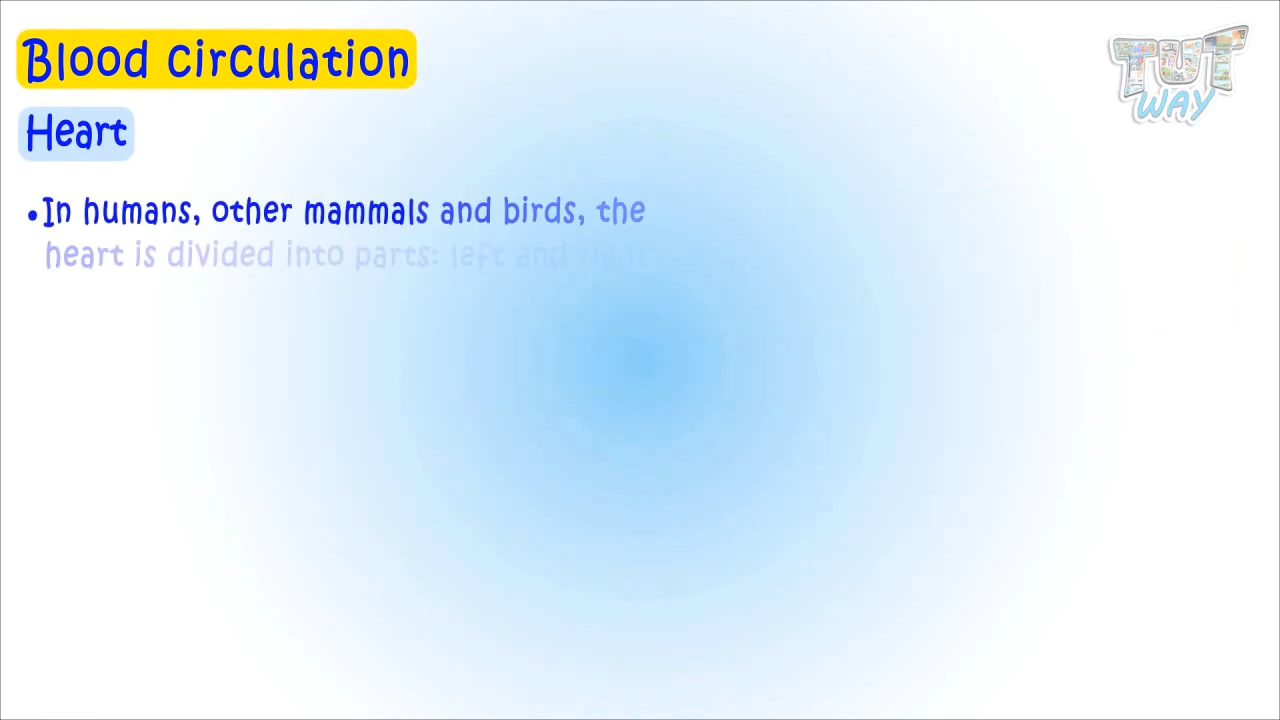 Blood circulation
TUT
WAY
Heart
•In humans, other mammals and birds, the
heart is divided into parts: left and right